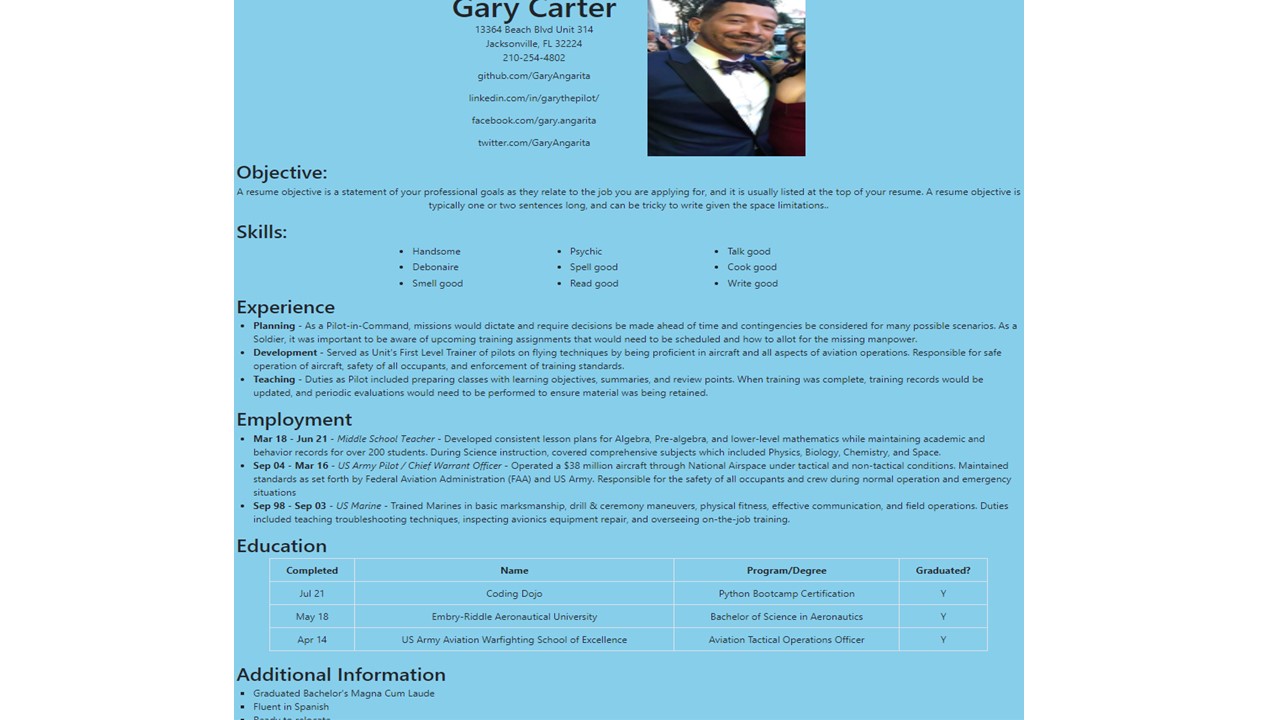 Gary Carter
13364 Beach Blvd Unit 314
Jacksonville, FL 32224
210-254-4802
github.com/GaryAngarita
linkedin.com/in/garythepilot/
facebook.com/gary.angarita
twitter.com/GaryAngarita
Objective:
A resume objective is a statement of your professional goals as they relate to the job you are applying for, and it is usually listed at the top of your resume. A resume objective is
typically one or two sentences long, and can be tricky to write given the space limitations..
Skills:
• Handsome • Psychic • Talk good
• Debonaire • Spell good • Cook good
• Smell good • Read good • Write good
Experience
• Planning - As a Pilot-in-Command, missions would dictate and require decisions be made ahead of time and contingencies be considered for many possible scenarios. As a
Soldier, it was important to be aware of upcoming training assignments that would need to be scheduled and how to allot for the missing manpower.
• Development - Served as Unit's First Level Trainer of pilots on flying techniques by being proficient in aircraft and all aspects of aviation operations. Responsible for safe
operation of aircraft, safety of all occupants, and enforcement of training standards.
• Teaching - Duties as Pilot included preparing classes with learning objectives, summaries, and review points. When training was complete, training records would be
updated, and periodic evaluations would need to be performed to ensure material was being retained.
Employment
• Mar 18 - Jun 21 - Middle School Teacher - Developed consistent lesson plans for Algebra, Pre-algebra, and lower-level mathematics while maintaining academic and
behavior records for over 200 students. During Science instruction, covered comprehensive subjects which included Physics, Biology, Chemistry, and Space.
• Sep 04 - Mar 16 - US Army Pilot / Chief Warrant Officer - Operated a $38 million aircraft through National Airspace under tactical and non-tactical conditions. Maintained
standards as set forth by Federal Aviation Administration (FAA) and US Army. Responsible for the safety of all occupants and crew during normal operation and emergency
situations
• Sep 98 - Sep 03 - US Marine - Trained Marines in basic marksmanship, drill & ceremony maneuvers, physical fitness, effective communication, and field operations. Duties
included teaching troubleshooting techniques, inspecting avionics equipment repair, and overseeing on-the-job training.
Education
Completed Name Program/Degree Graduated?
Jul 21 Coding Dojo Python Bootcamp Certification Y
May 18 Embry-Riddle Aeronautical University Bachelor of Science in Aeronautics Y
Apr 14 US Army Aviation Warfighting School of Excellence Aviation Tactical Operations Officer Y
Additional Information
▪ Graduated Bachelor's Magna Cum Laude
▪ Fluent in Spanish
▪ Ready to relocate